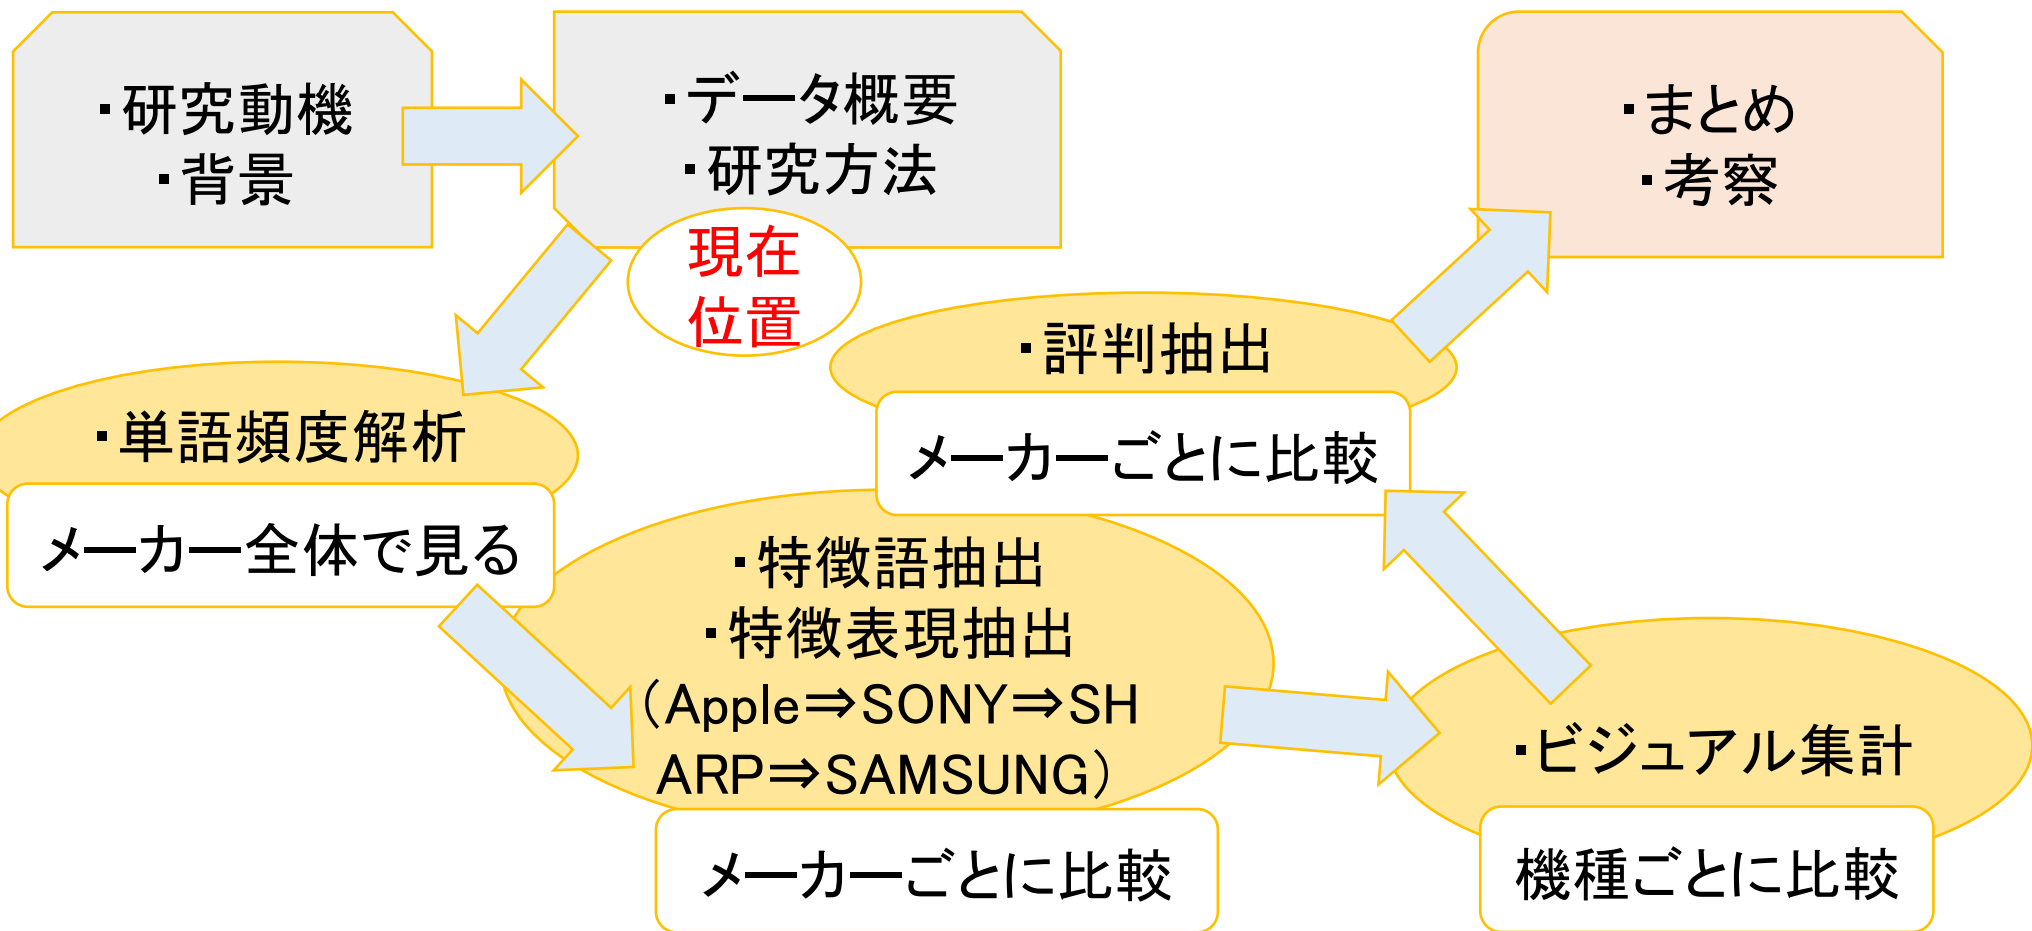 ・研究動機
・背景
・データ概要
・研究方法
現在
位置
・単語頻度解析
メーカー全体で見る
・特徴語抽出
・特徴表現抽出
（Apple⇒SONY⇒SH
ARP⇒SAMSUNG）
メーカーごとに比較
・ビジュアル集計
機種ごとに比較
・評判抽出
メーカーごとに比較
・まとめ
・考察